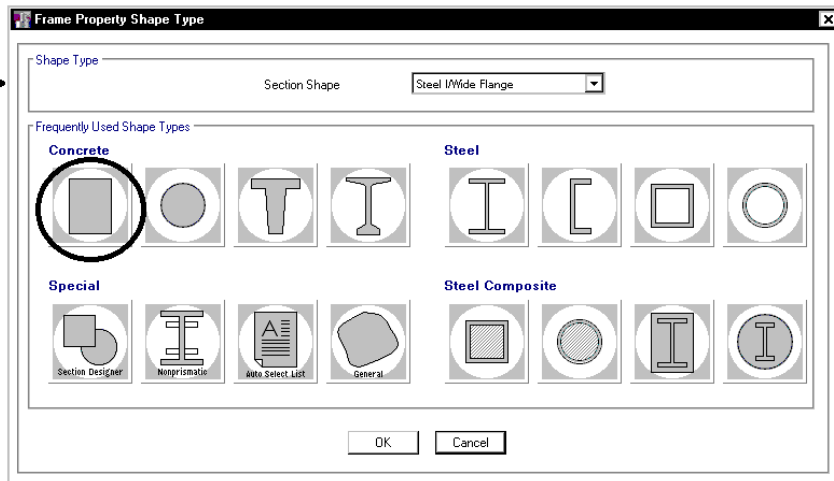 Frame Property Shape Type
Shape Type
Section Shape Steel I/Wide Flange
Frequently Used Shape Types
Concrete Steel
Special Steel Composite
Section Designer Nonprismatic Auto Select List General
OK Cancel